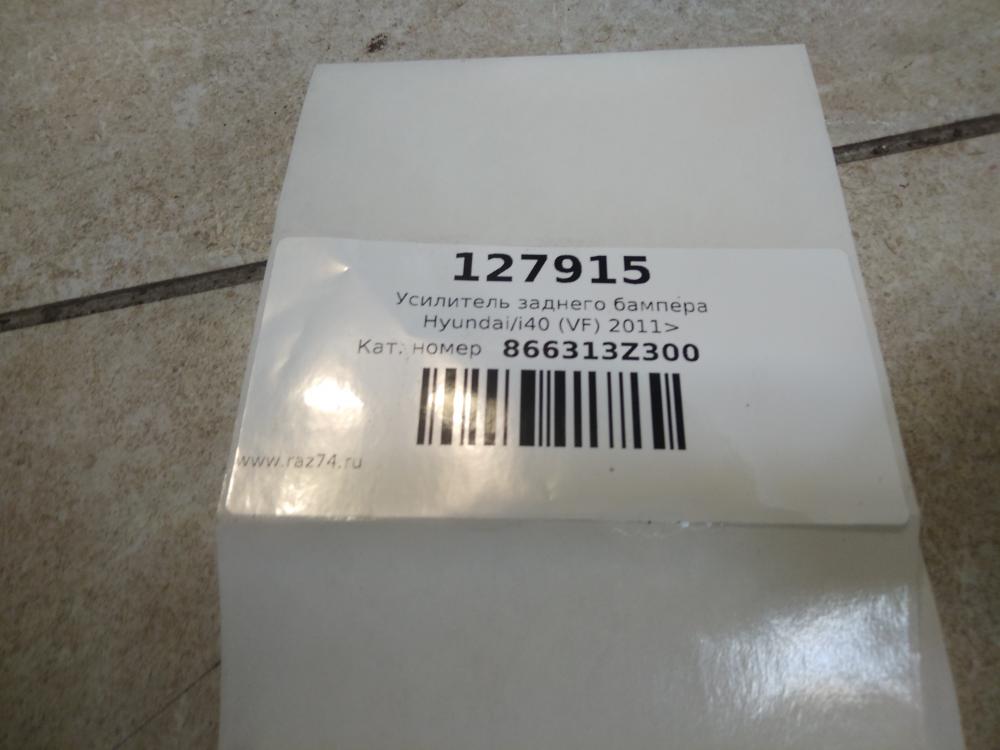 127915
Усилитель заднего бампера
Hyundai/i40 (VF) 2011>
Кат. номер 866313Z300
www.raz74.ru